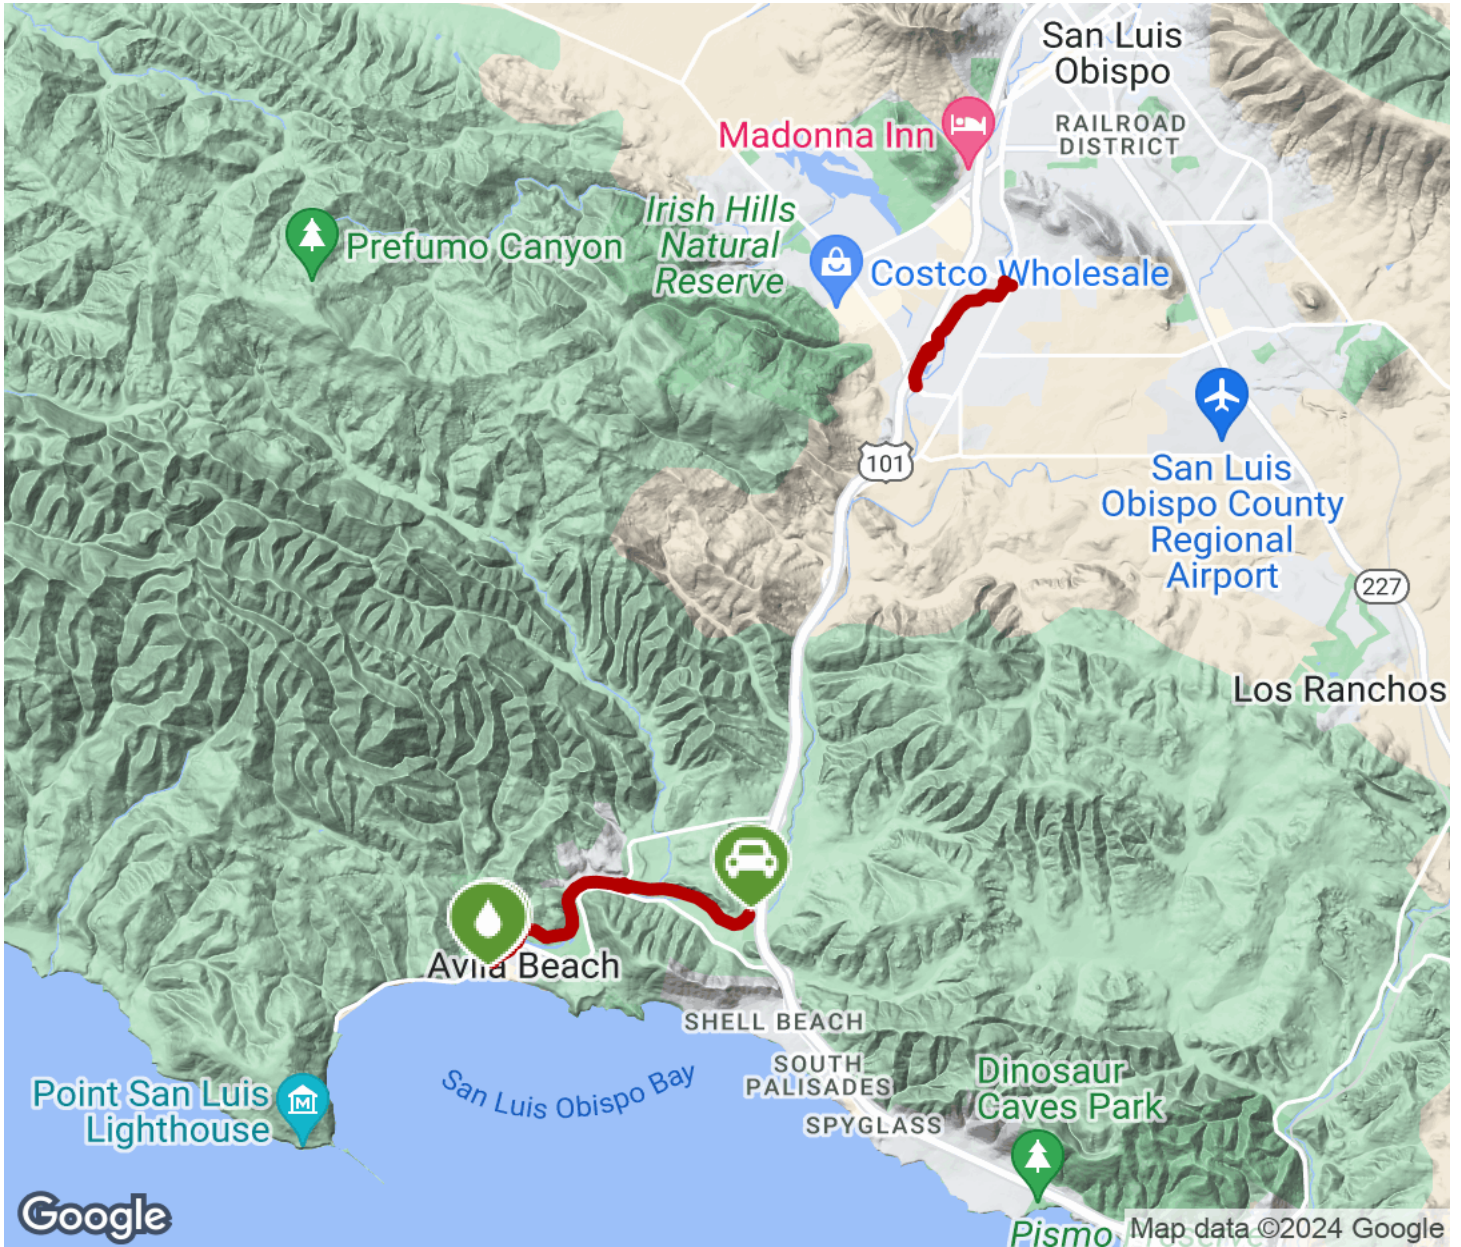 San Luis
Obispo
RAILROAD
DISTRICT
Madonna Inn
Irish Hills
Natural
Reserve
Prefumo Canyon
Costco Wholesale
101
San Luis
Obispo County
Regional
Airport
227
Los Ranchos
Avila Beach
SHELL BEACH
SOUTH
PALISADES
SPYGLASS
San Luis Obispo Bay
Dinosaur
Caves Park
Point San Luis
Lighthouse
M
Google
Pismo
Map data ©2024 Google